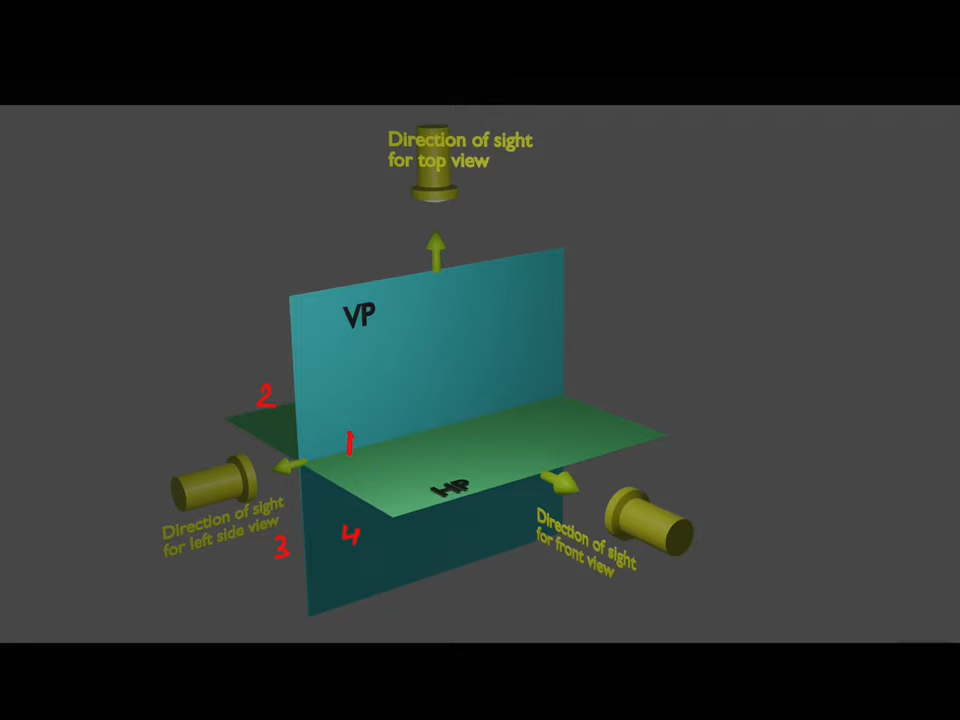 Direction of sight
for top view
VP
2
1
HP
Direction of sight
for left side view
3
4
Direction of sight
for front view